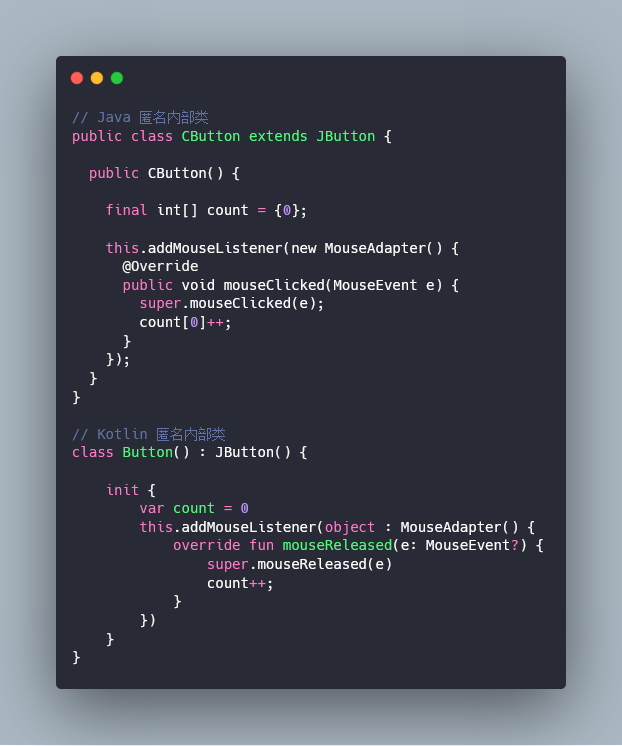 // Java 匿名内部类
public class CButton extends JButton {
public CButton() {
final int[] count = {0};
this.addMouseListener(new MouseAdapter() {
@Override
public void mouseClicked(MouseEvent e) {
super.mouseClicked(e);
count[0]++;
}
});
}
}
// Kotlin 匿名内部类
class Button() : JButton() {
init {
var count = 0
this.addMouseListener(object : MouseAdapter() {
override fun mouseReleased(e: MouseEvent?) {
super.mouseReleased(e)
count++;
}
})
}
}